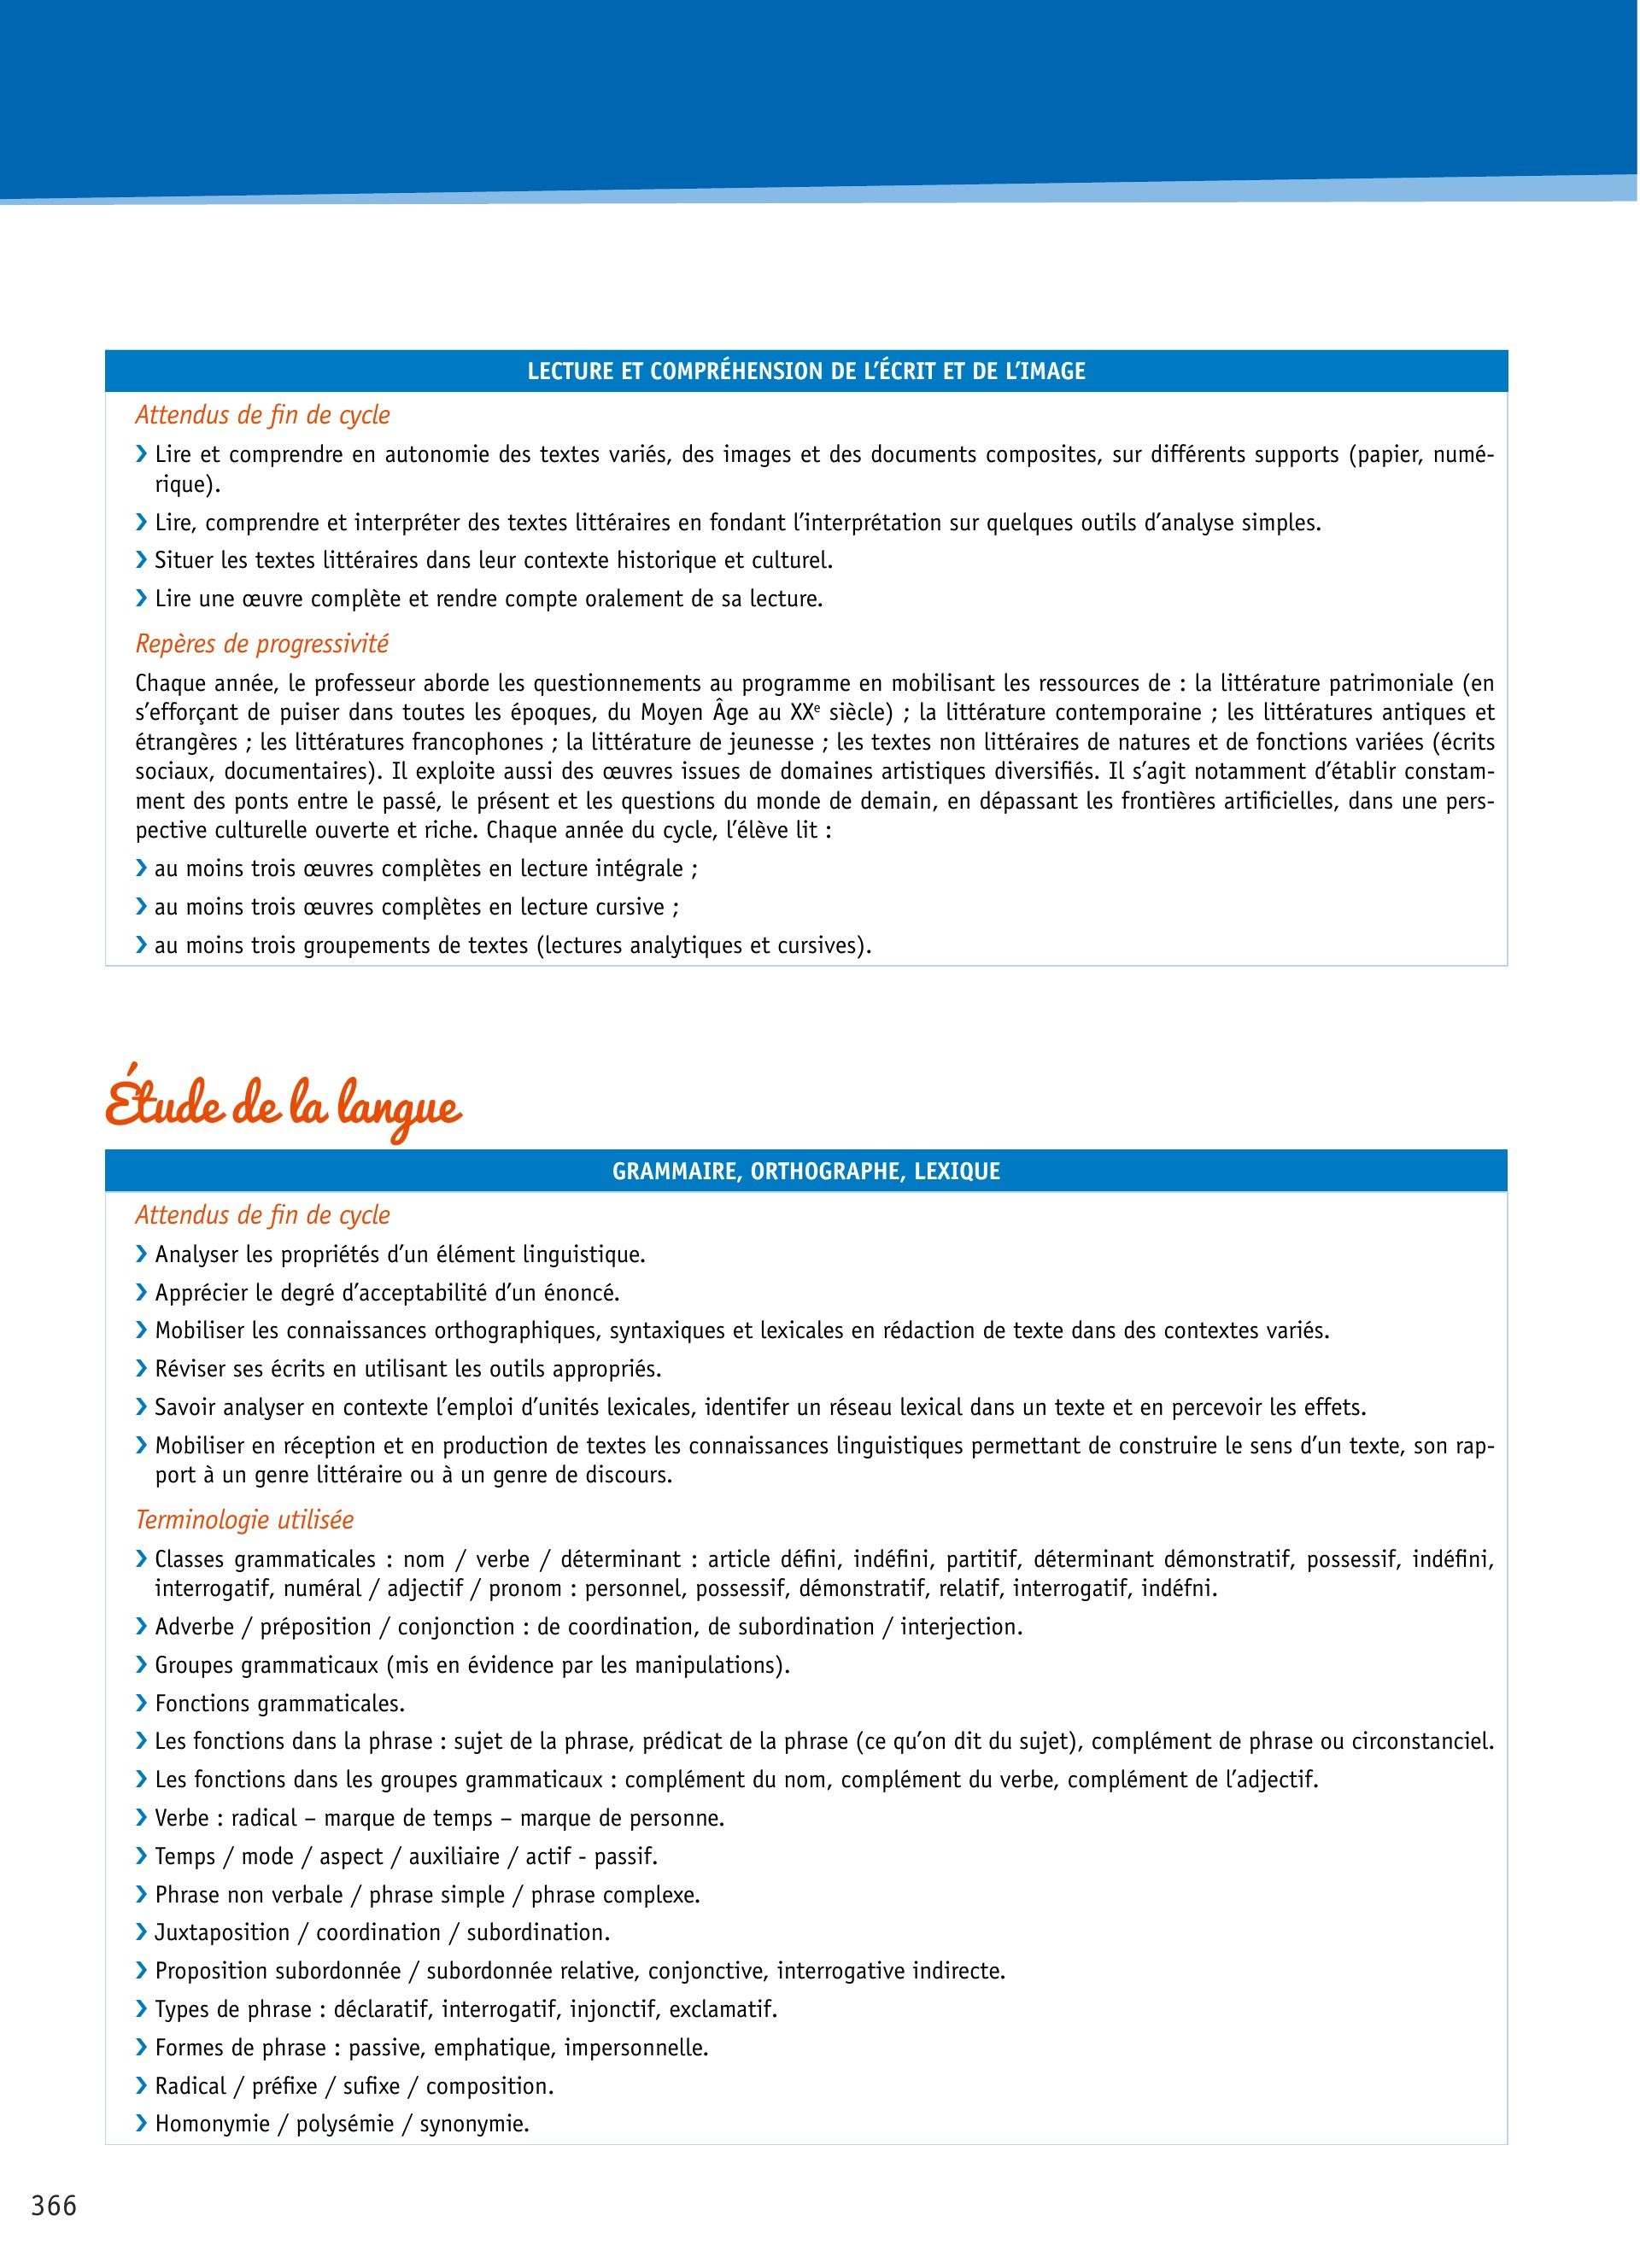 LECTURE ET COMPRÉHENSION DE L’ÉCRIT ET DE L’IMAGE
Attendus de fin de cycle
❯ Lire et comprendre en autonomie des textes variés, des images et des documents composites, sur différents supports (papier, numé-
rique).
❯ Lire, comprendre et interpréter des textes littéraires en fondant l’interprétation sur quelques outils d’analyse simples.
❯ Situer les textes littéraires dans leur contexte historique et culturel.
❯ Lire une œuvre complète et rendre compte oralement de sa lecture.
Repères de progressivité
Chaque année, le professeur aborde les questionnements au programme en mobilisant les ressources de : la littérature patrimoniale (en
s’efforçant de puiser dans toutes les époques, du Moyen Âge au XXe siècle) ; la littérature contemporaine ; les littératures antiques et
étrangères ; les littératures francophones ; la littérature de jeunesse ; les textes non littéraires de natures et de fonctions variées (écrits
sociaux, documentaires). Il exploite aussi des œuvres issues de domaines artistiques diversifiés. Il s’agit notamment d’établir constam-
ment des ponts entre le passé, le présent et les questions du monde de demain, en dépassant les frontières artificielles, dans une pers-
pective culturelle ouverte et riche. Chaque année du cycle, l’élève lit :
❯ au moins trois œuvres complètes en lecture intégrale ;
❯ au moins trois œuvres complètes en lecture cursive ;
❯ au moins trois groupements de textes (lectures analytiques et cursives).
Étude de la langue
GRAMMAIRE, ORTHOGRAPHE, LEXIQUE
Attendus de fin de cycle
❯ Analyser les propriétés d’un élément linguistique.
❯ Apprécier le degré d’acceptabilité d’un énoncé.
❯ Mobiliser les connaissances orthographiques, syntaxiques et lexicales en rédaction de texte dans des contextes variés.
❯ Réviser ses écrits en utilisant les outils appropriés.
❯ Savoir analyser en contexte l’emploi d’unités lexicales, identifer un réseau lexical dans un texte et en percevoir les effets.
❯ Mobiliser en réception et en production de textes les connaissances linguistiques permettant de construire le sens d’un texte, son rap-
port à un genre littéraire ou à un genre de discours.
Terminologie utilisée
❯ Classes grammaticales : nom / verbe / déterminant : article défini, indéfini, partitif, déterminant démonstratif, possessif, indéfini,
interrogatif, numéral / adjectif / pronom : personnel, possessif, démonstratif, relatif, interrogatif, indéfni.
❯ Adverbe / préposition / conjonction : de coordination, de subordination / interjection.
❯ Groupes grammaticaux (mis en évidence par les manipulations).
❯ Fonctions grammaticales.
❯ Les fonctions dans la phrase : sujet de la phrase, prédicat de la phrase (ce qu’on dit du sujet), complément de phrase ou circonstanciel.
❯ Les fonctions dans les groupes grammaticaux : complément du nom, complément du verbe, complément de l’adjectif.
❯ Verbe : radical – marque de temps – marque de personne.
❯ Temps / mode / aspect / auxiliaire / actif - passif.
❯ Phrase non verbale / phrase simple / phrase complexe.
❯ Juxtaposition / coordination / subordination.
❯ Proposition subordonnée / subordonnée relative, conjonctive, interrogative indirecte.
❯ Types de phrase : déclaratif, interrogatif, injonctif, exclamatif.
❯ Formes de phrase : passive, emphatique, impersonnelle.
❯ Radical / préfixe / sufixe / composition.
❯ Homonymie / polysémie / synonymie.
366